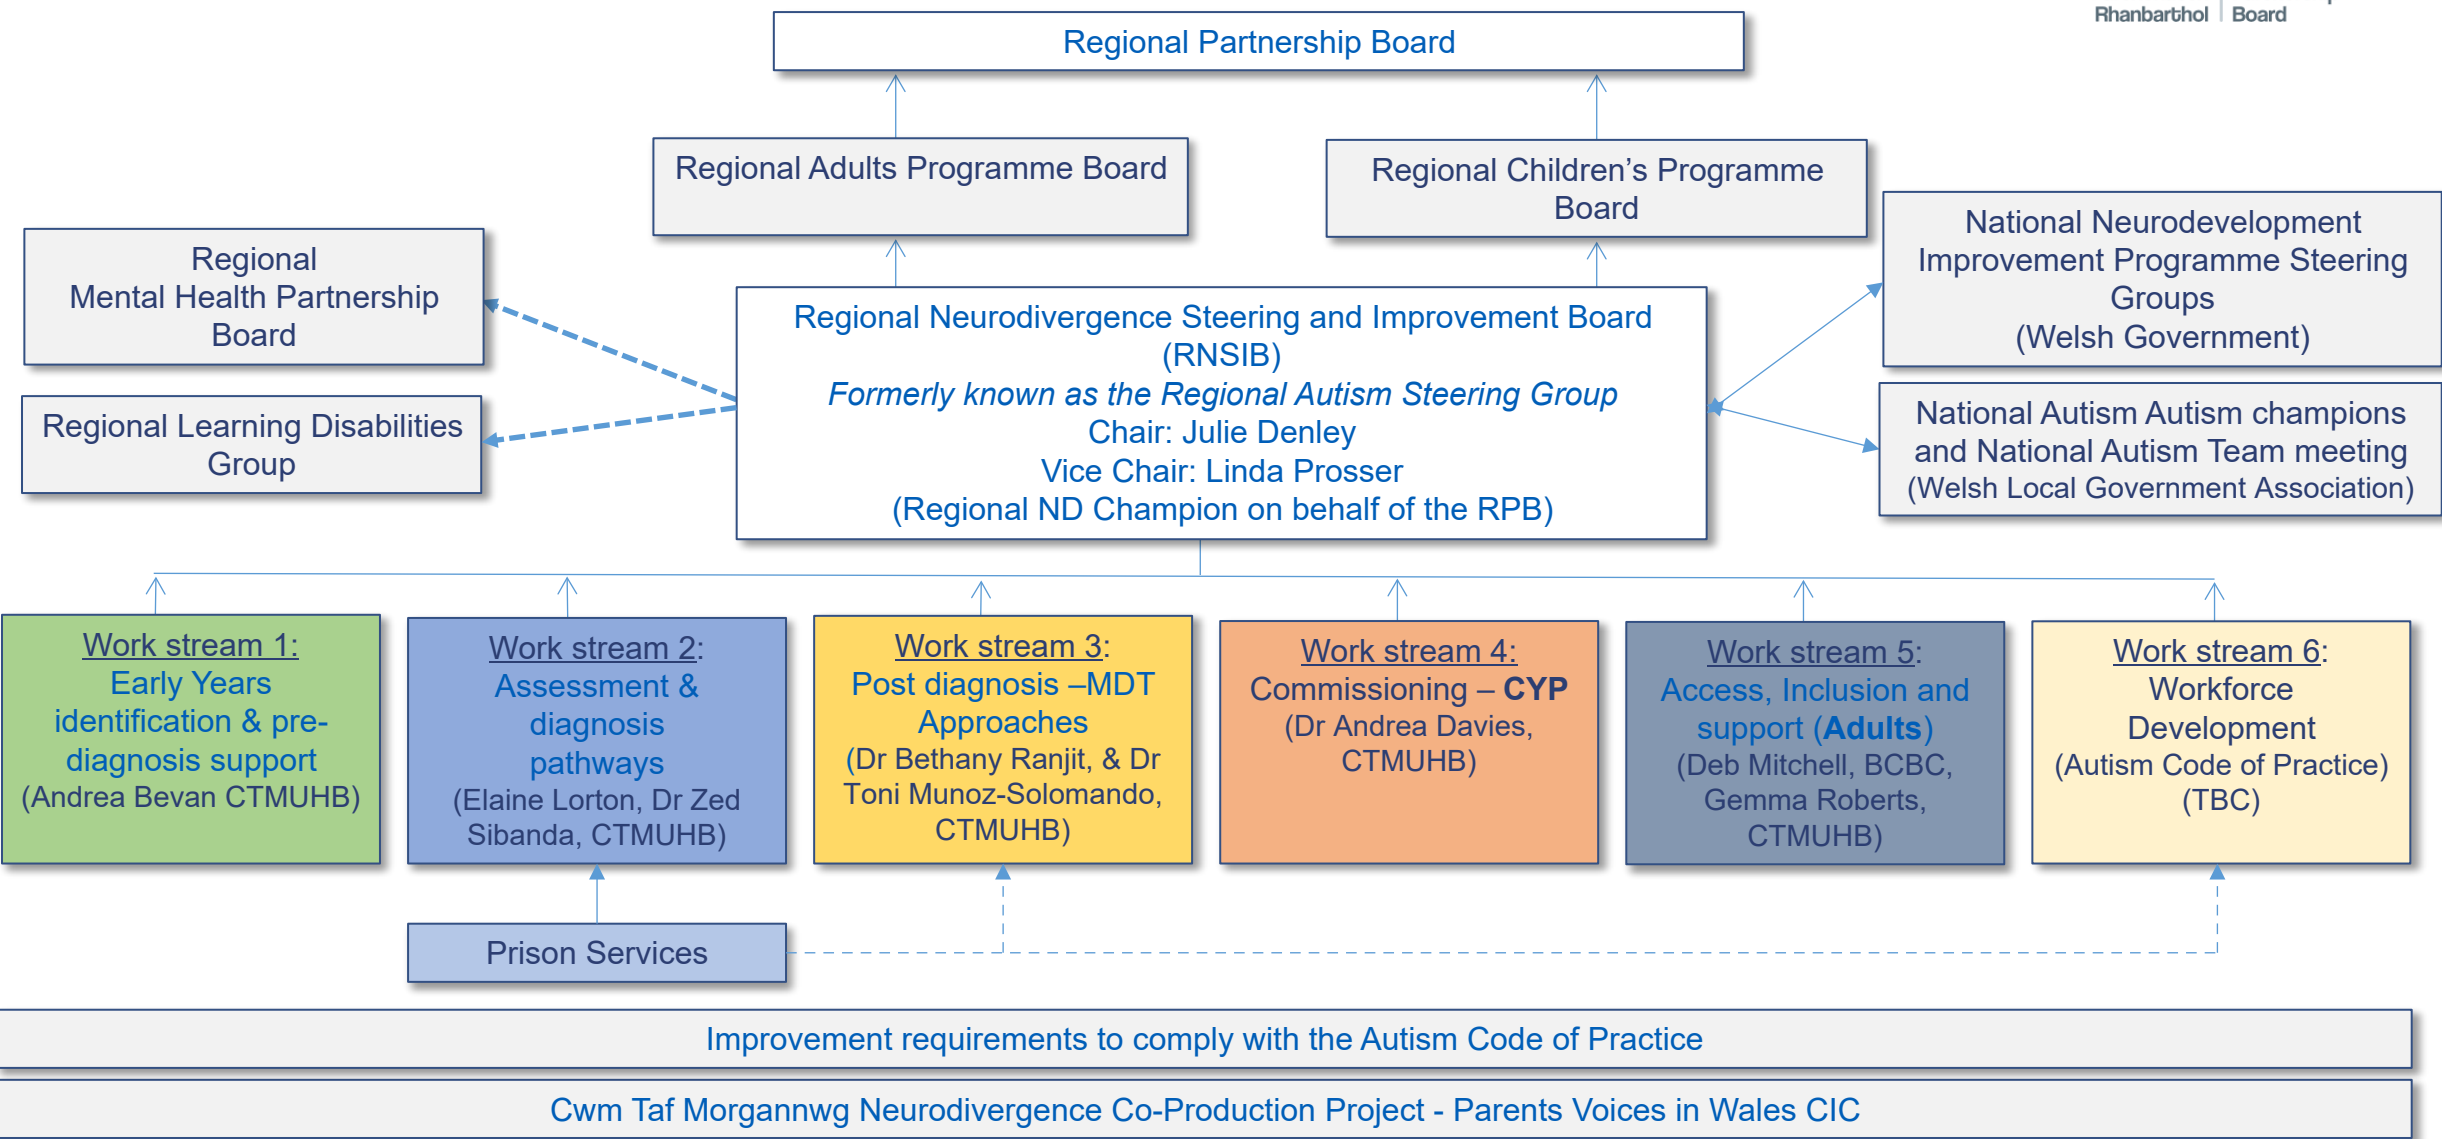 Rhanbarthol Board
Regional Partnership Board
Regional Adults Programme Board
Regional Children’s Programme
Board
Regional
Mental Health Partnership
Board
Regional Learning Disabilities
Group
Regional Neurodivergence Steering and Improvement Board
(RNSIB)
Formerly known as the Regional Autism Steering Group
Chair: Julie Denley
Vice Chair: Linda Prosser
(Regional ND Champion on behalf of the RPB)
National Neurodevelopment
Improvement Programme Steering
Groups
(Welsh Government)
National Autism Autism champions
and National Autism Team meeting
(Welsh Local Government Association)
Work stream 1:
Early Years
identification & pre-
diagnosis support
(Andrea Bevan CTMUHB)
Work stream 2:
Assessment &
diagnosis
pathways
(Elaine Lorton, Dr Zed
Sibanda, CTMUHB)
Work stream 3:
Post diagnosis –MDT
Approaches
(Dr Bethany Ranjit, & Dr
Toni Munoz-Solomando,
CTMUHB)
Work stream 4:
Commissioning – CYP
(Dr Andrea Davies,
CTMUHB)
Work stream 5:
Access, Inclusion and
support (Adults)
(Deb Mitchell, BCBC,
Gemma Roberts,
CTMUHB)
Work stream 6:
Workforce
Development
(Autism Code of Practice)
(TBC)
Prison Services
Improvement requirements to comply with the Autism Code of Practice
Cwm Taf Morgannwg Neurodivergence Co-Production Project - Parents Voices in Wales CIC